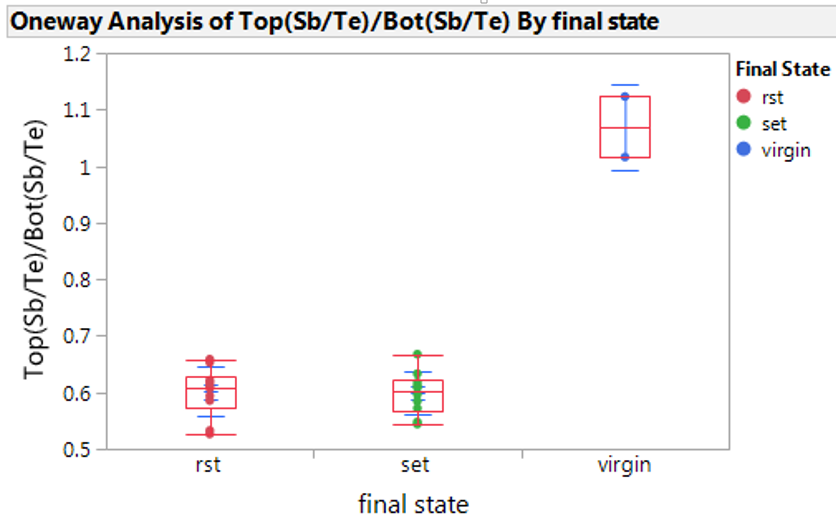 Oneway Analysis of Top(Sb/Te)/Bot(Sb/Te) By final state
Top(Sb/Te)/Bot(Sb/Te)
1.2
1.1
1
0.9
0.8
0.7
0.6
0.5
rst
set
virgin
final state
Final State
rst
set
virgin